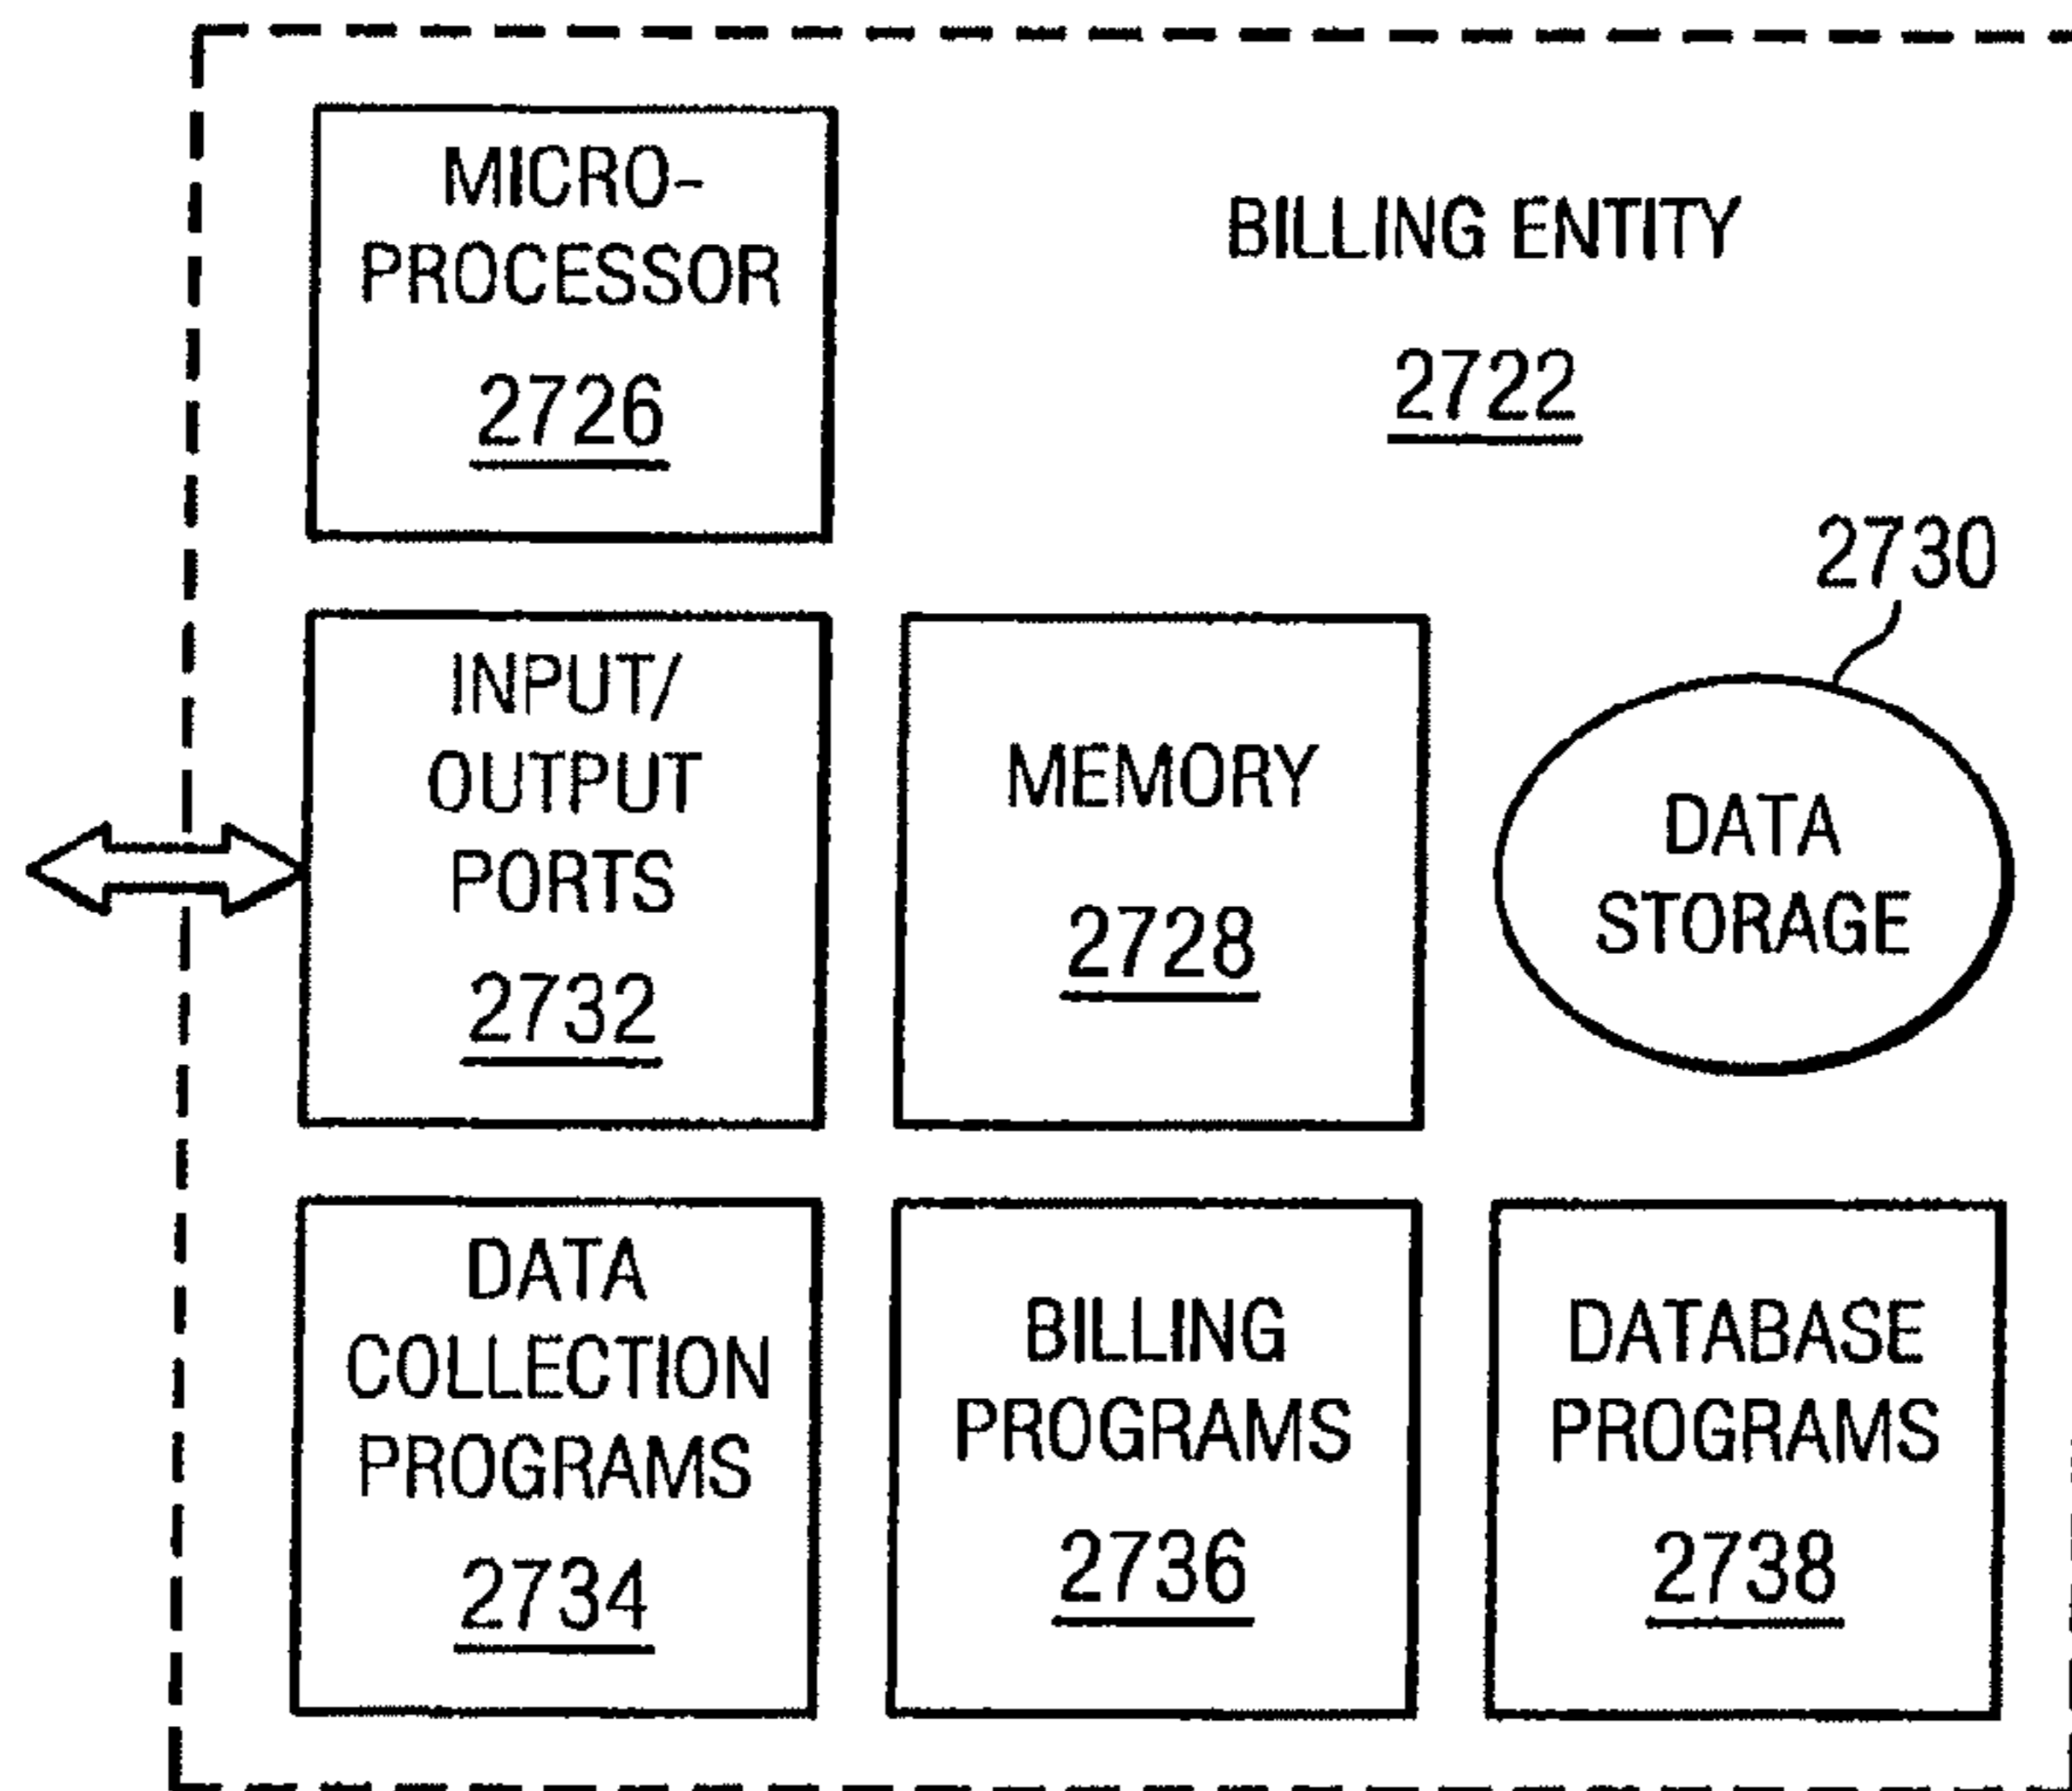 MICRO-
PROCESSOR
2726
BILLING ENTITY
2722
2730
INPUT/
OUTPUT
PORTS
2732
MEMORY
2728
DATA
STORAGE
DATA
COLLECTION
PROGRAMS
2734
BILLING
PROGRAMS
2736
DATABASE
PROGRAMS
2738